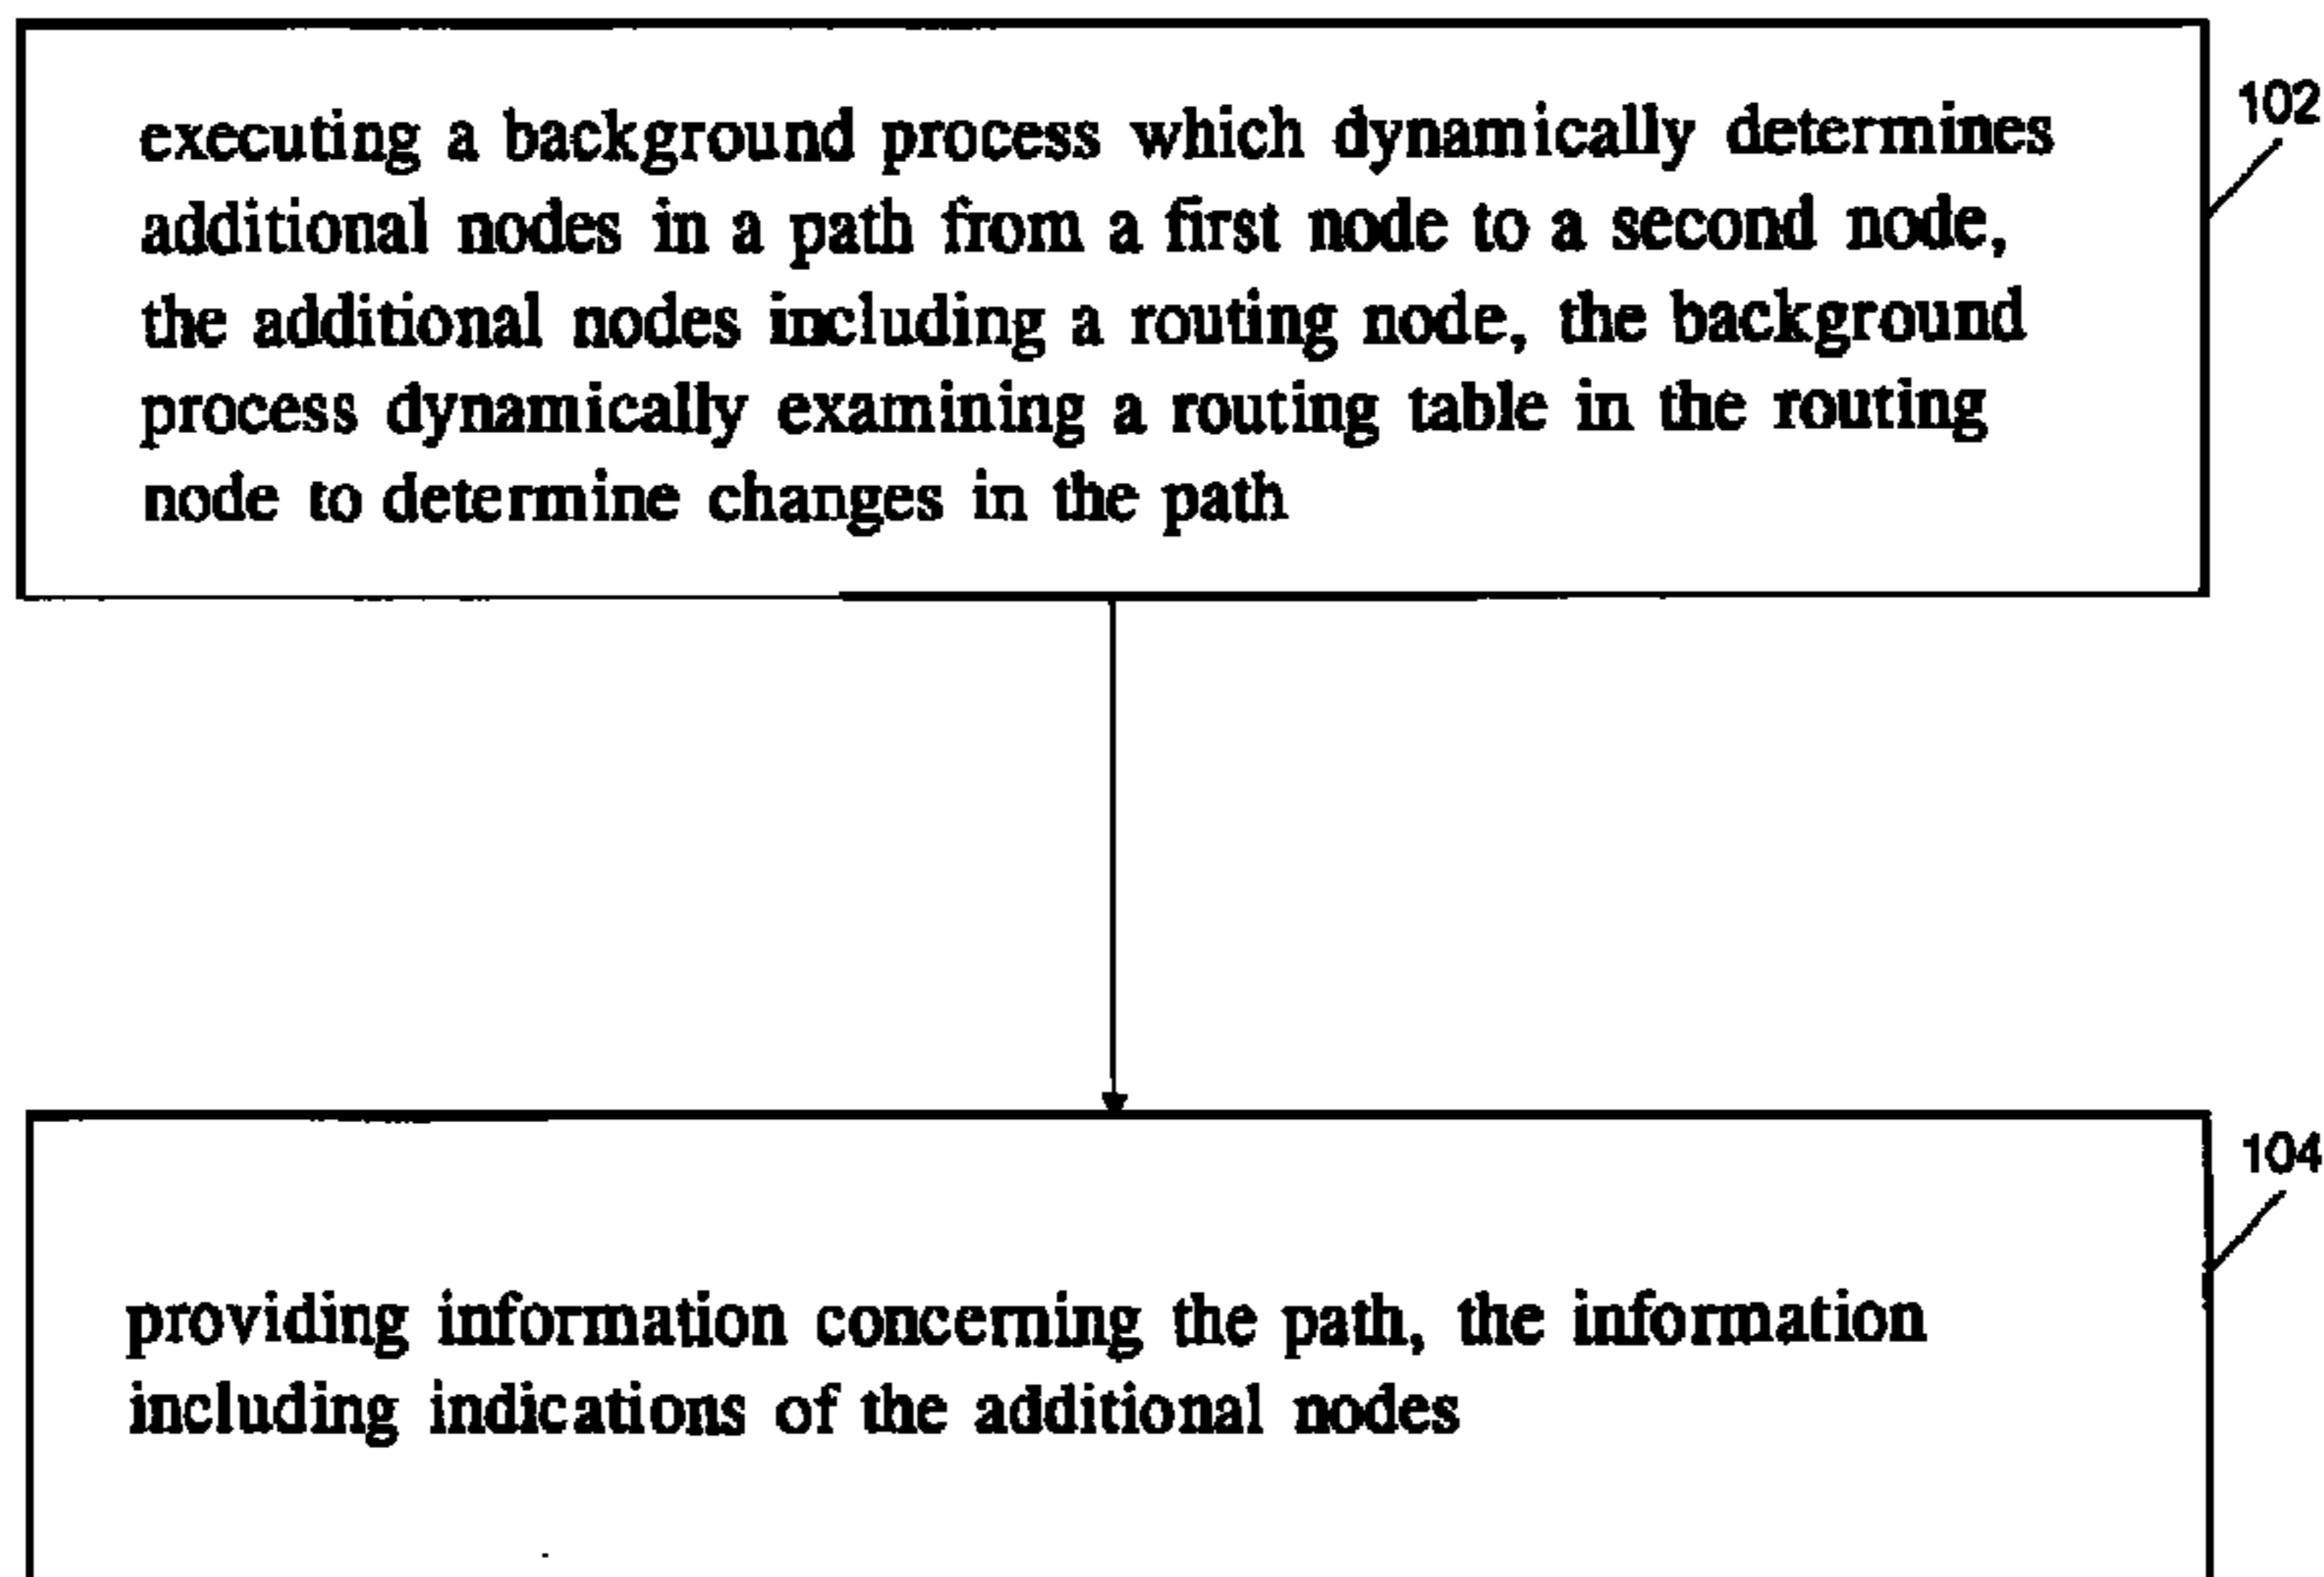 102
executing a background process which dynamically determines
additional nodes in a path from a first node to a second node,
the additional nodes including a routing node, the background
process dynamically examining a routing table in the routing
node to determine changes in the path
104
providing information concerning the path, the information
including indications of the additional nodes